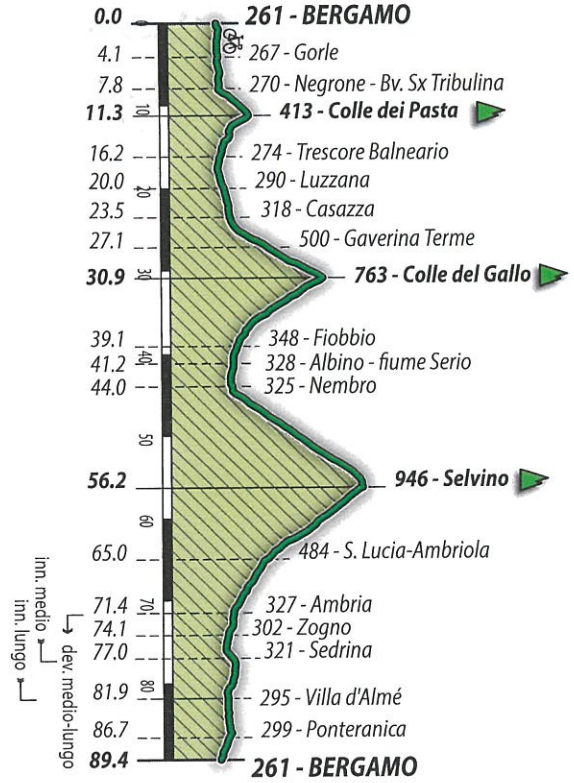 0.0 261 - BERGAMO
4.1 267 - Gorle
7.8 270 - Negrone - Bv. Sx Tribulina
11.3 413 - Colle dei Pasta
10
16.2 274 - Trescore Balneario
20.0 290 - Luzzana
20
23.5 318 - Casazza
27.1 500 - Gaverina Terme
30.9 763 - Colle del Gallo
30
39.1 348 - Fiobbio
40
41.2 328 - Albino - fiume Serio
44.0 325 - Nembro
50
56.2 946 - Selvino
60
65.0 484 - S. Lucia-Ambriola
70
71.4 327 - Ambria
74.1 302 - Zogno
77.0 321 - Sedrina
80
81.9 295 - Villa d'Almé
86.7 299 - Ponteranica
89.4 261 - BERGAMO
dev. medio-lungo
inn. medio
inn. lungo